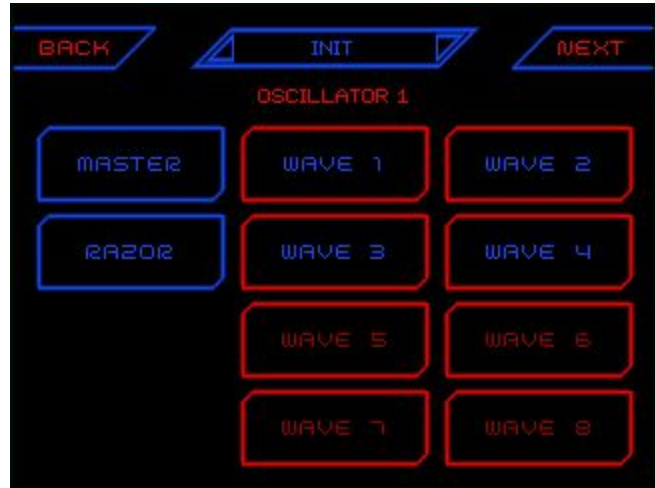 BACK INIT NEXT
OSCILLATOR 1
MASTER WAVE 1 WAVE 2
RAZOR WAVE 3 WAVE 4
WAVE 5 WAVE 6
WAVE 7 WAVE 8